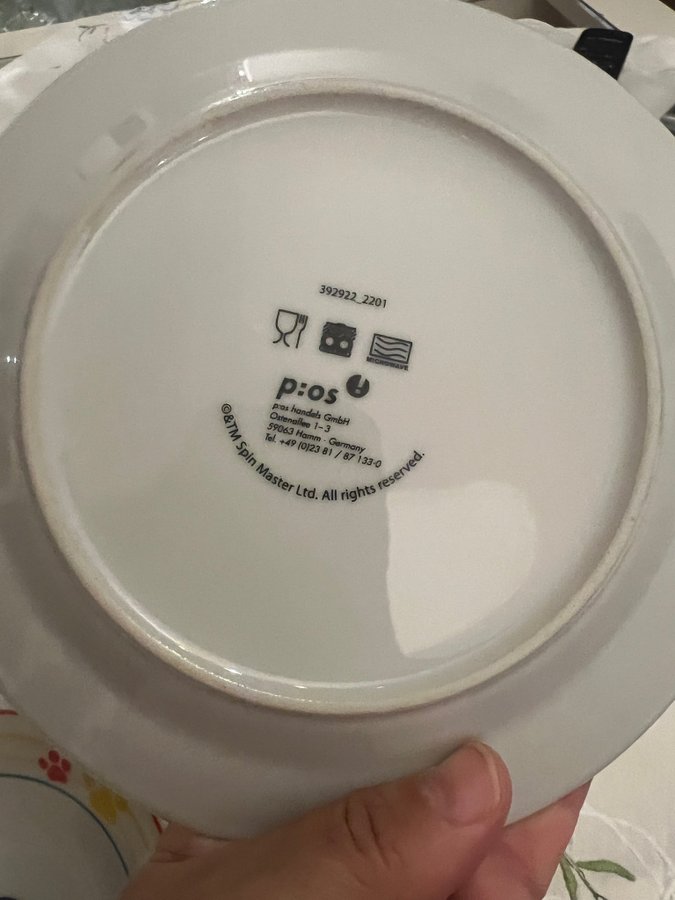 392922_2201
MICROWAVE
p:os
p:os handels GmbH
Ostenallee 1-3
59063 Hamm · Germany
Tel. +49 (0)23 81 / 87 133-0
©&TM Spin Master Ltd. All rights reserved.